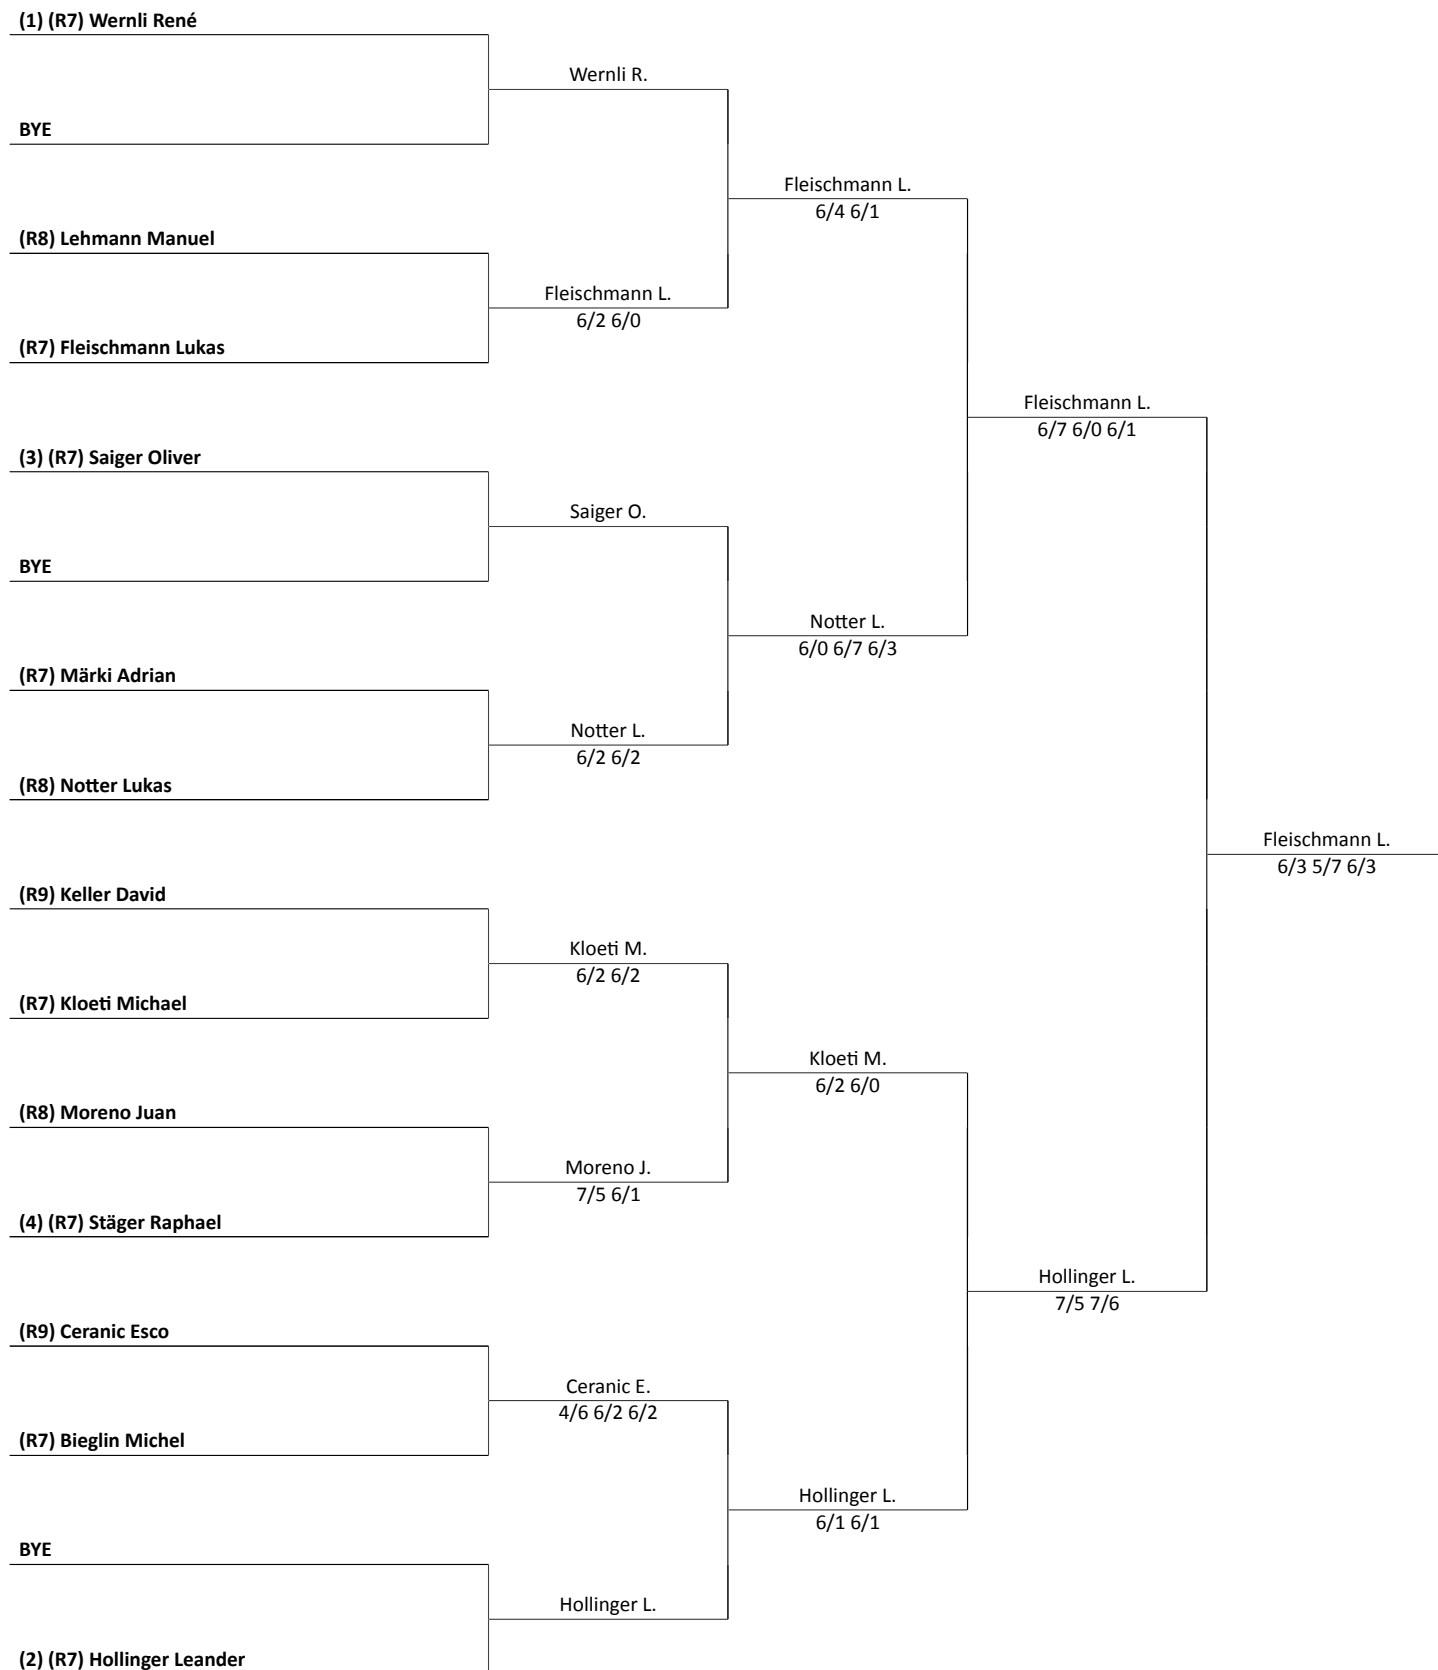 (1) (R7) Wernli René
Wernli R.
BYE
Fleischmann L.
6/4 6/1
(R8) Lehmann Manuel
Fleischmann L.
6/2 6/0
(R7) Fleischmann Lukas
Fleischmann L.
6/7 6/0 6/1
(3) (R7) Saiger Oliver
Saiger O.
BYE
Notter L.
6/0 6/7 6/3
(R7) Märki Adrian
Notter L.
6/2 6/2
(R8) Notter Lukas
Fleischmann L.
6/3 5/7 6/3
(R9) Keller David
Kloeti M.
6/2 6/2
(R7) Kloeti Michael
Kloeti M.
6/2 6/0
(R8) Moreno Juan
Moreno J.
7/5 6/1
(4) (R7) Stäger Raphael
Hollinger L.
7/5 7/6
(R9) Ceranic Esco
Ceranic E.
4/6 6/2 6/2
(R7) Bieglin Michel
Hollinger L.
6/1 6/1
BYE
Hollinger L.
(2) (R7) Hollinger Leander